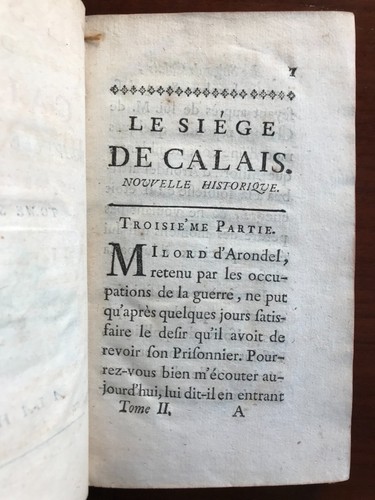 1
LE SIÉGE
DE CALAIS.
NOUVELLE HISTORIQUE.
TROISIE'ME PARTIE.
MILORD d'Arondel,
retenu par les occu-
pations de la guerre, ne put
qu'après quelques jours satis-
faire le desir qu'il avoit de
revoir son Prisonnier. Pour-
rez-vous bien m'écouter au-
jourd'hui, lui dit-il en entrant
Tome II. A